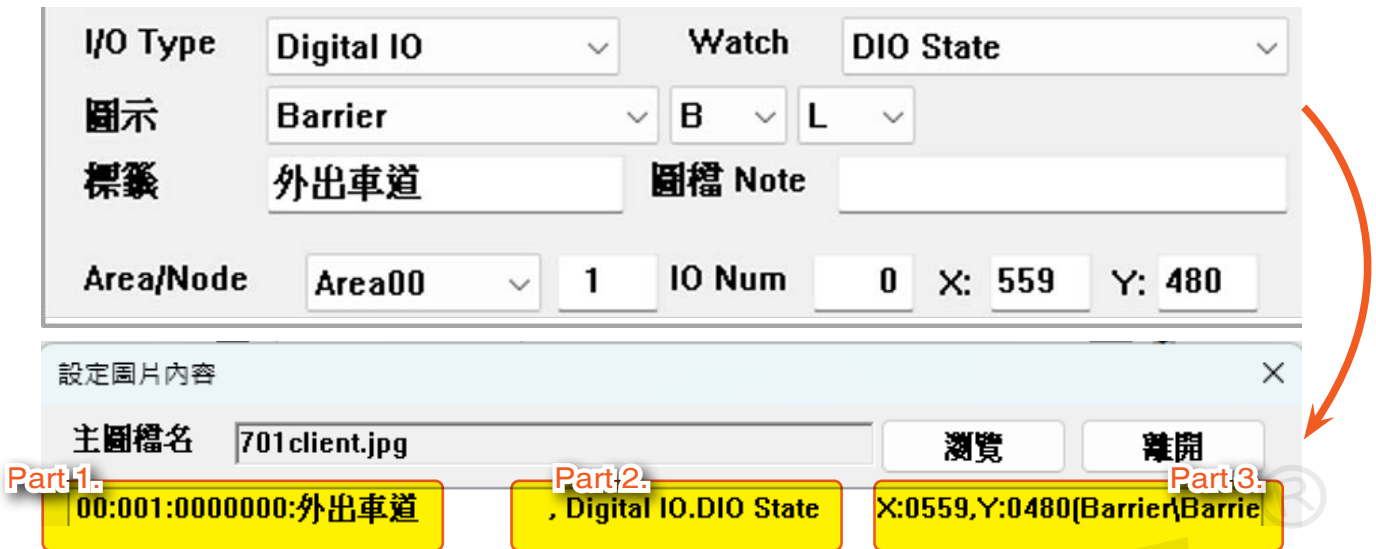 I/O Type Digital IO Watch DIO State
圖示 Barrier B L
標籤 外出車道 圖檔 Note
Area/Node Area00 1 IO Num 0 X: 559 Y: 480
設定圖片內容
主圖檔名 701client.jpg 瀏覽 離開
Part 1. Part 2. Part 3.
00:001:0000000:外出車道 , Digital IO.DIO State X:0559,Y:0480(Barrier\Barrie
®